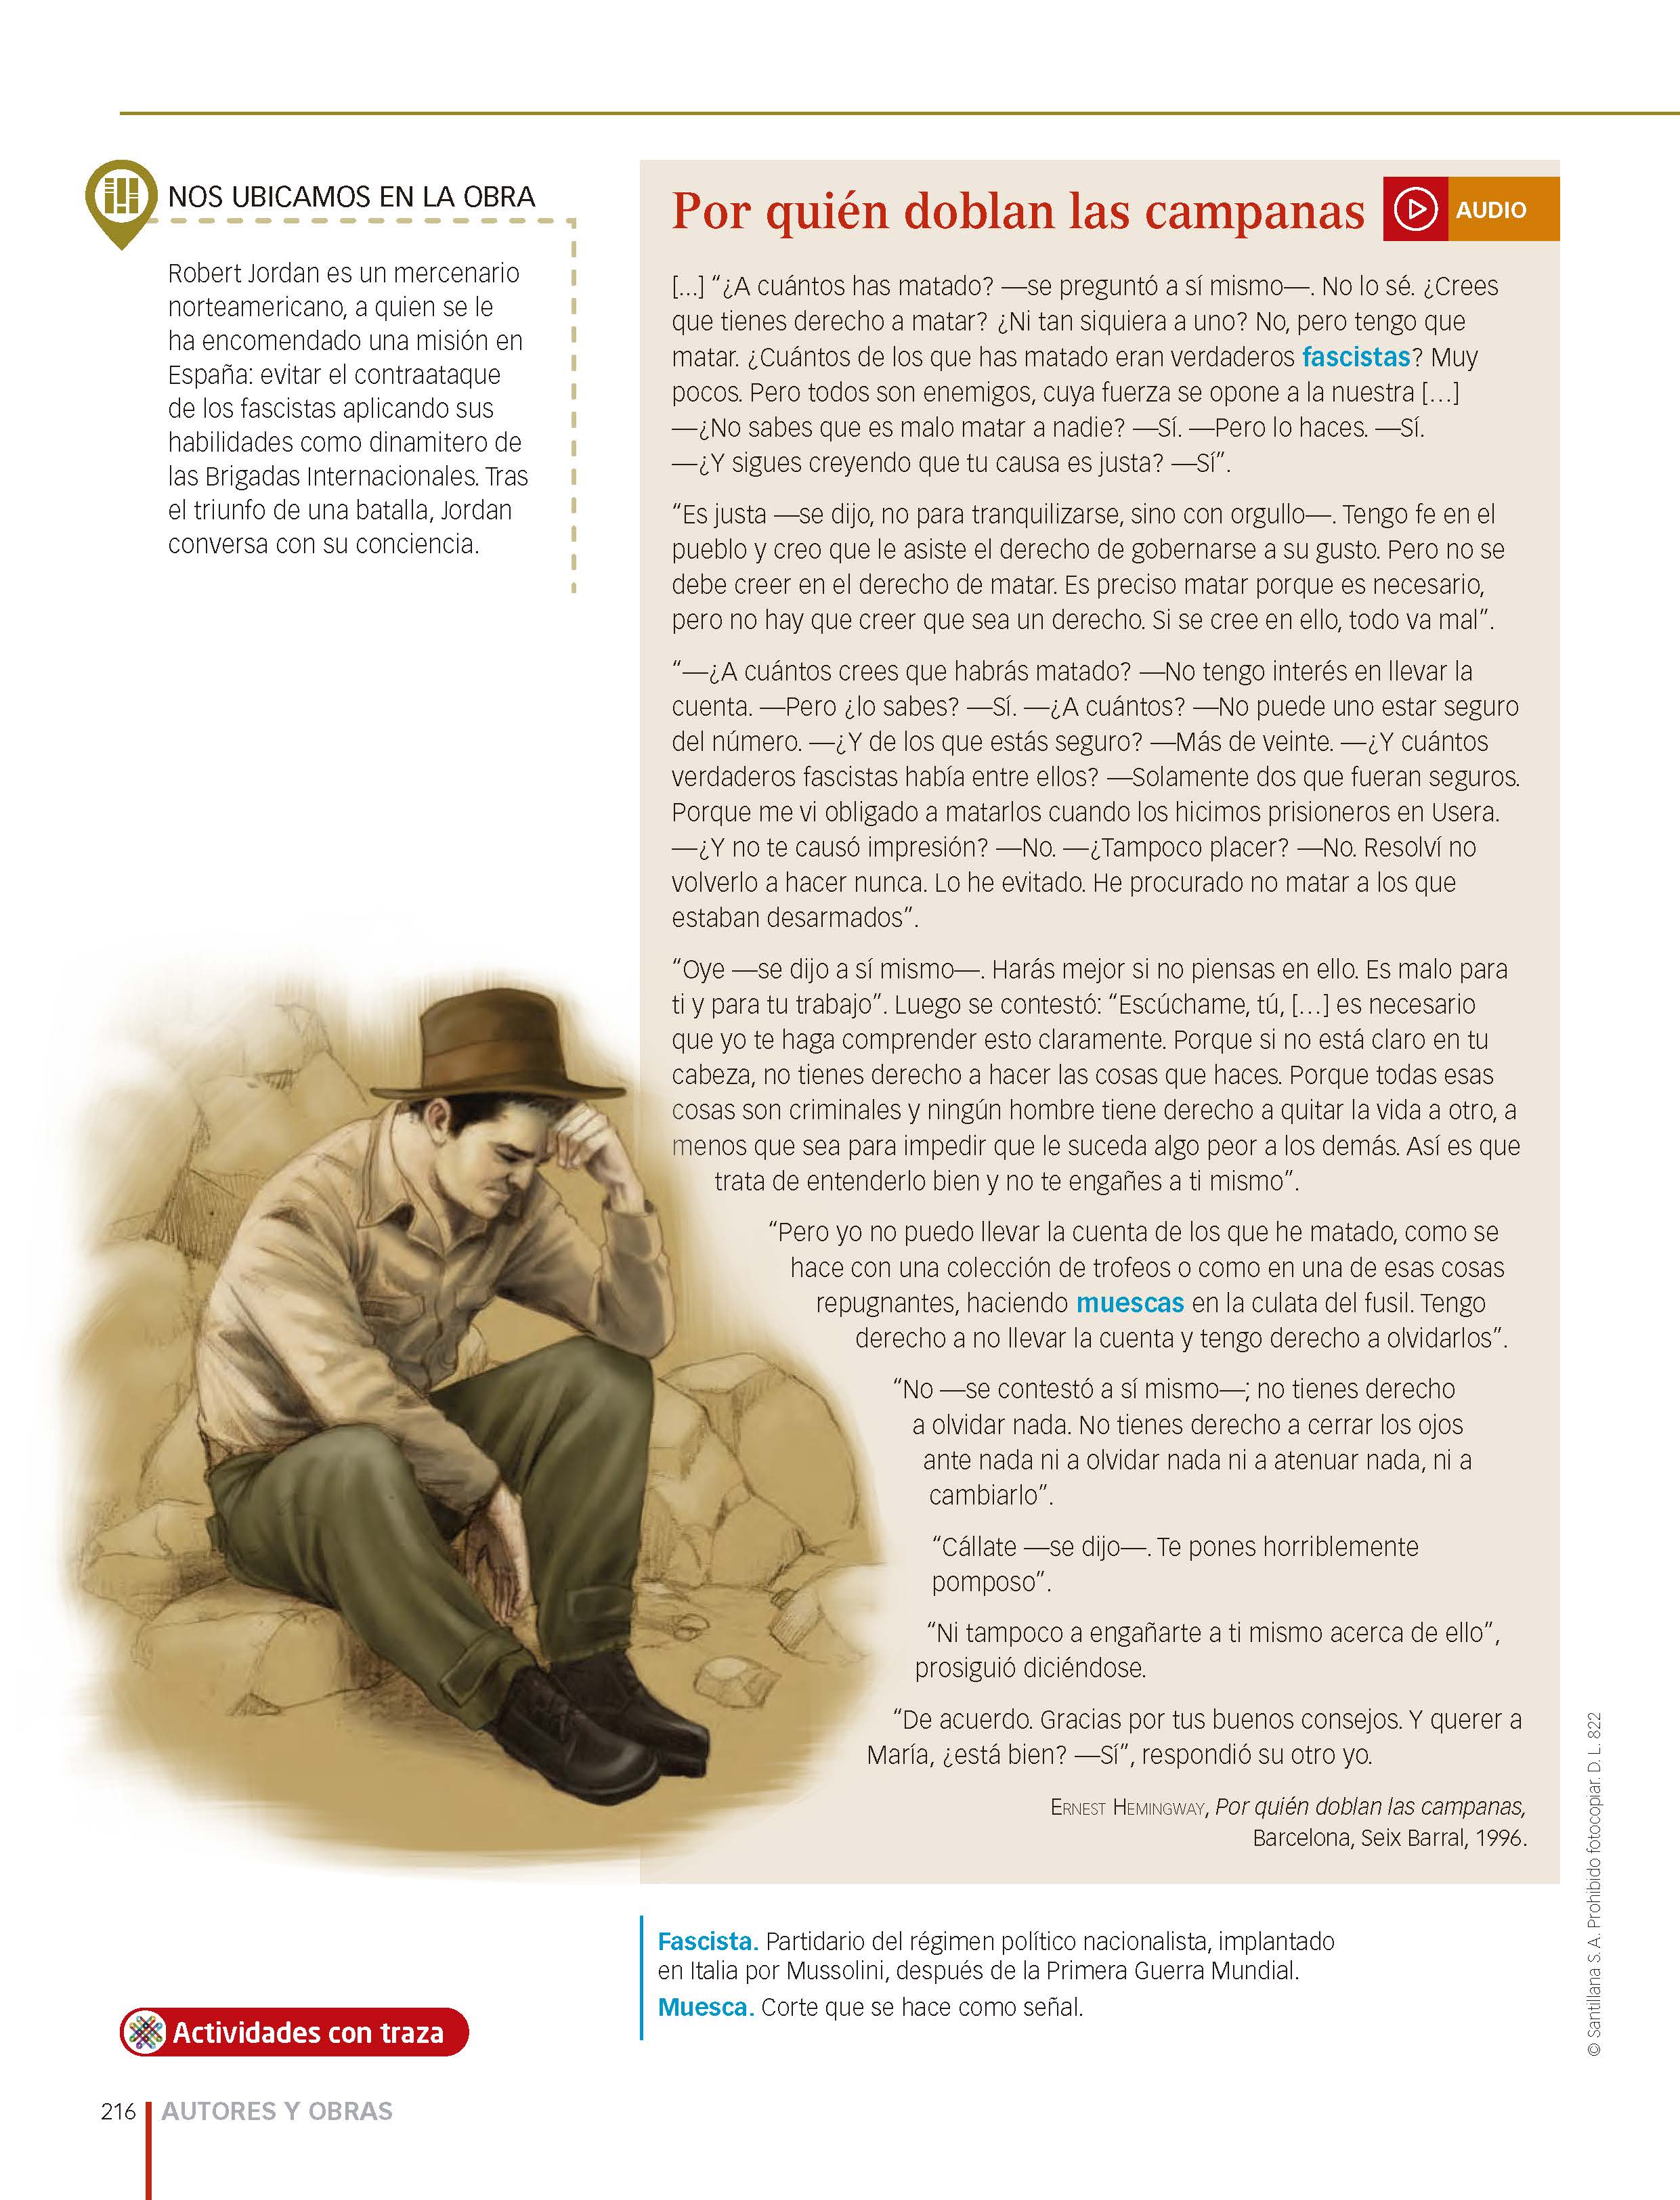 NOS UBICAMOS EN LA OBRA
Robert Jordan es un mercenario
norteamericano, a quien se le
ha encomendado una misión en
España: evitar el contraataque
de los fascistas aplicando sus
habilidades como dinamitero de
las Brigadas Internacionales. Tras
el triunfo de una batalla, Jordan
conversa con su conciencia.
Por quién doblan las campanas
AUDIO
[...] “¿A cuántos has matado? —se preguntó a sí mismo—. No lo sé. ¿Crees
que tienes derecho a matar? ¿Ni tan siquiera a uno? No, pero tengo que
matar. ¿Cuántos de los que has matado eran verdaderos fascistas? Muy
pocos. Pero todos son enemigos, cuya fuerza se opone a la nuestra [...]
—¿No sabes que es malo matar a nadie? —Sí. —Pero lo haces. —Sí.
—¿Y sigues creyendo que tu causa es justa? —Sí”.
“Es justa —se dijo, no para tranquilizarse, sino con orgullo—. Tengo fe en el
pueblo y creo que le asiste el derecho de gobernarse a su gusto. Pero no se
debe creer en el derecho de matar. Es preciso matar porque es necesario,
pero no hay que creer que sea un derecho. Si se cree en ello, todo va mal”.
“—¿A cuántos crees que habrás matado? —No tengo interés en llevar la
cuenta. —Pero ¿lo sabes? —Sí. —¿A cuántos? —No puede uno estar seguro
del número. —¿Y de los que estás seguro? —Más de veinte. —¿Y cuántos
verdaderos fascistas había entre ellos? —Solamente dos que fueran seguros.
Porque me vi obligado a matarlos cuando los hicimos prisioneros en Usera.
—¿Y no te causó impresión? —No. —¿Tampoco placer? —No. Resolví no
volverlo a hacer nunca. Lo he evitado. He procurado no matar a los que
estaban desarmados”.
“Oye —se dijo a sí mismo—. Harás mejor si no piensas en ello. Es malo para
ti y para tu trabajo”. Luego se contestó: “Escúchame, tú, [...] es necesario
que yo te haga comprender esto claramente. Porque si no está claro en tu
cabeza, no tienes derecho a hacer las cosas que haces. Porque todas esas
cosas son criminales y ningún hombre tiene derecho a quitar la vida a otro, a
menos que sea para impedir que le suceda algo peor a los demás. Así es que
trata de entenderlo bien y no te engañes a ti mismo”.
“Pero yo no puedo llevar la cuenta de los que he matado, como se
hace con una colección de trofeos o como en una de esas cosas
repugnantes, haciendo muescas en la culata del fusil. Tengo
derecho a no llevar la cuenta y tengo derecho a olvidarlos”.
“No —se contestó a sí mismo—; no tienes derecho
a olvidar nada. No tienes derecho a cerrar los ojos
ante nada ni a olvidar nada ni a atenuar nada, ni a
cambiarlo”.
“Cállate —se dijo—. Te pones horriblemente
pomposo”.
“Ni tampoco a engañarte a ti mismo acerca de ello”,
prosiguió diciéndose.
“De acuerdo. Gracias por tus buenos consejos. Y querer a
María, ¿está bien? —Sí”, respondió su otro yo.
ERNEST HEMINGWAY, Por quién doblan las campanas,
Barcelona, Seix Barral, 1996.
Fascista. Partidario del régimen político nacionalista, implantado
en Italia por Mussolini, después de la Primera Guerra Mundial.
Muesca. Corte que se hace como señal.
Actividades con traza
216
AUTORES Y OBRAS
© Santillana S. A. Prohibido fotocopiar. D. L. 822